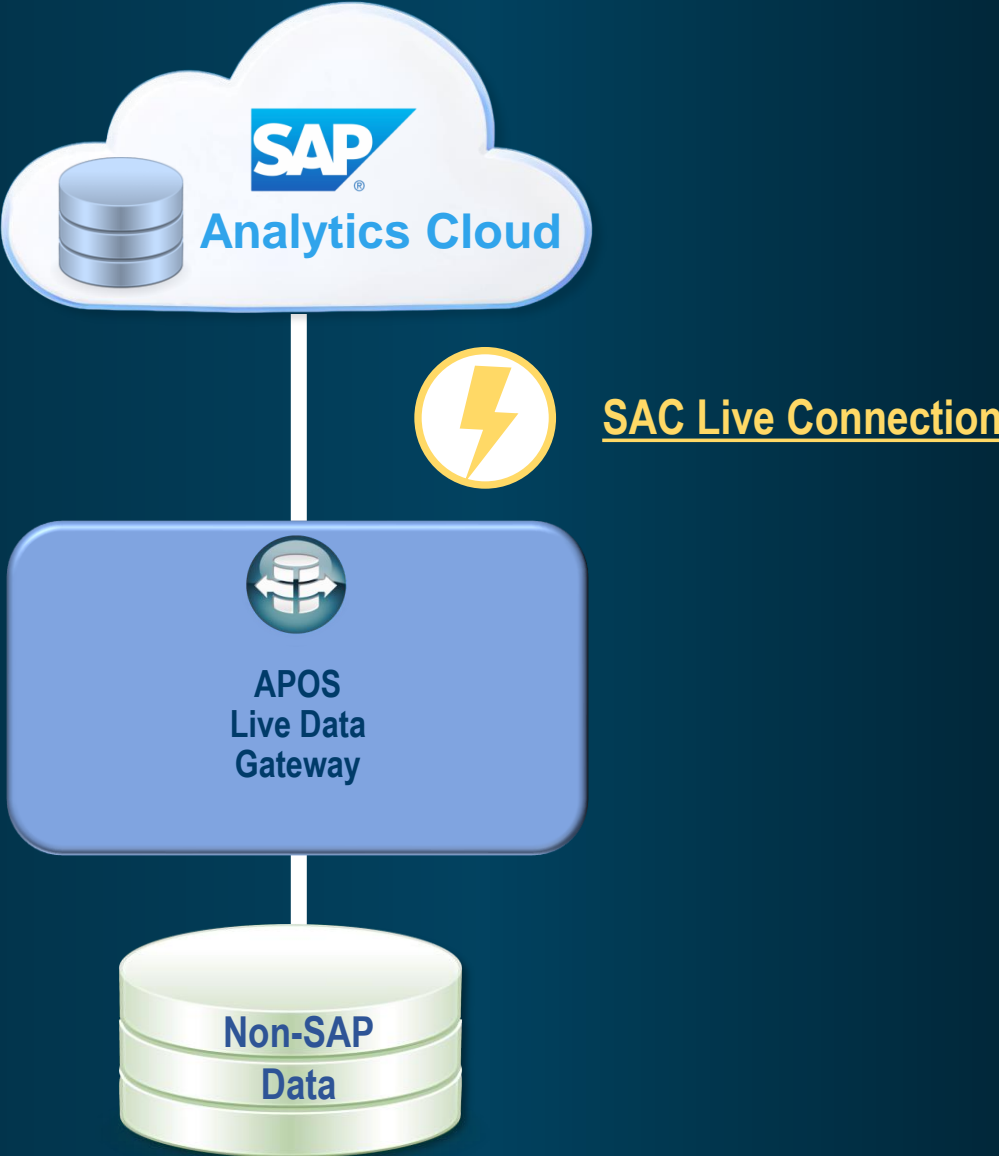 SAP
®
Analytics Cloud
SAC Live Connection
APOS
Live Data
Gateway
Non-SAP
Data